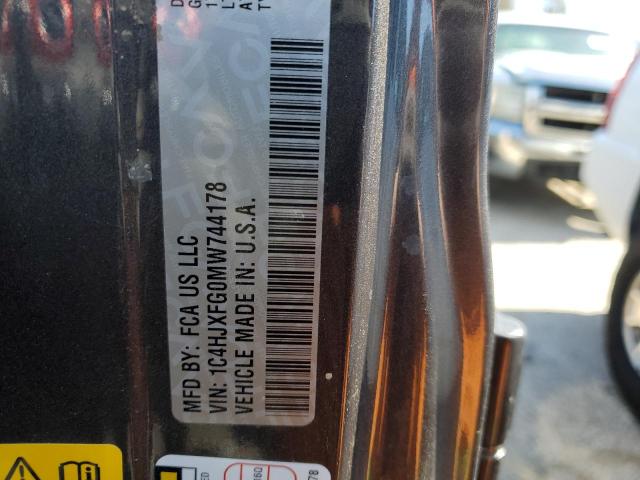 MFD BY: FCA US LLC
VIN: 1C4HJXFG0MW744178
VEHICLE MADE IN: U.S.A.